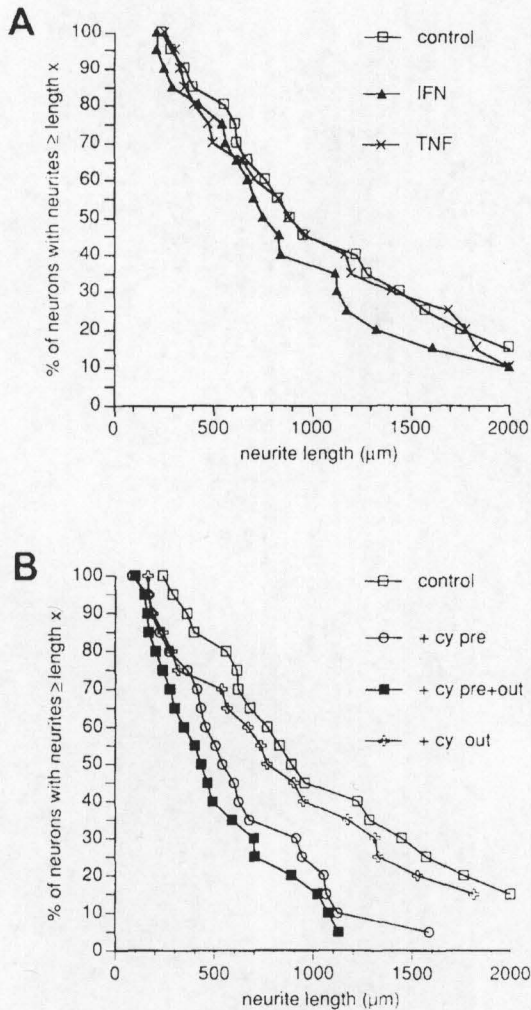 A
% of neurons with neurites ≥ length x
100
90
80
70
60
50
40
30
20
10
0
control
IFN
TNF
0 500 1000 1500 2000
neurite length (µm)
B
% of neurons with neurites ≥ length x
100
90
80
70
60
50
40
30
20
10
0
control
+ cy pre
+ cy pre+out
+ cy out
0 500 1000 1500 2000
neurite length (µm)